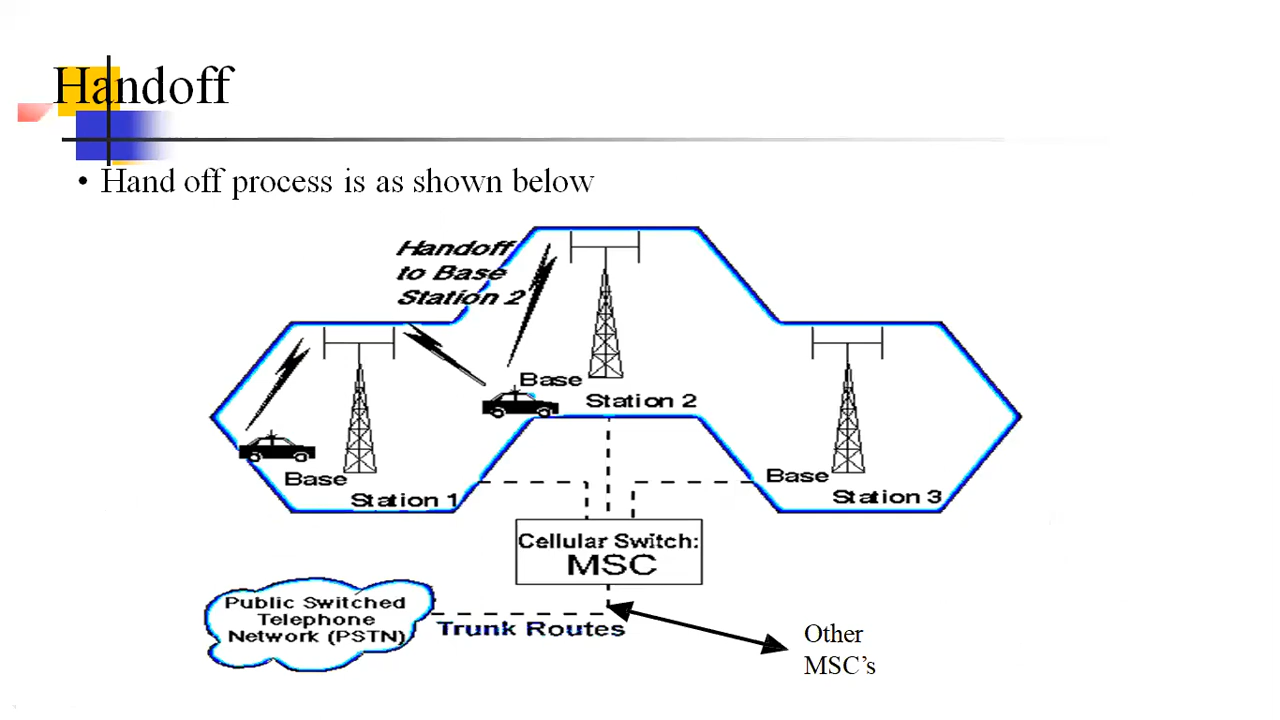 Handoff
• Hand off process is as shown below
Handoff
to Base
Station 2
Base
Station 2
Base
Station 1
Base
Station 3
Cellular Switch:
MSC
Public Switched
Telephone
Network (PSTN)
Trunk Routes
Other
MSC’s